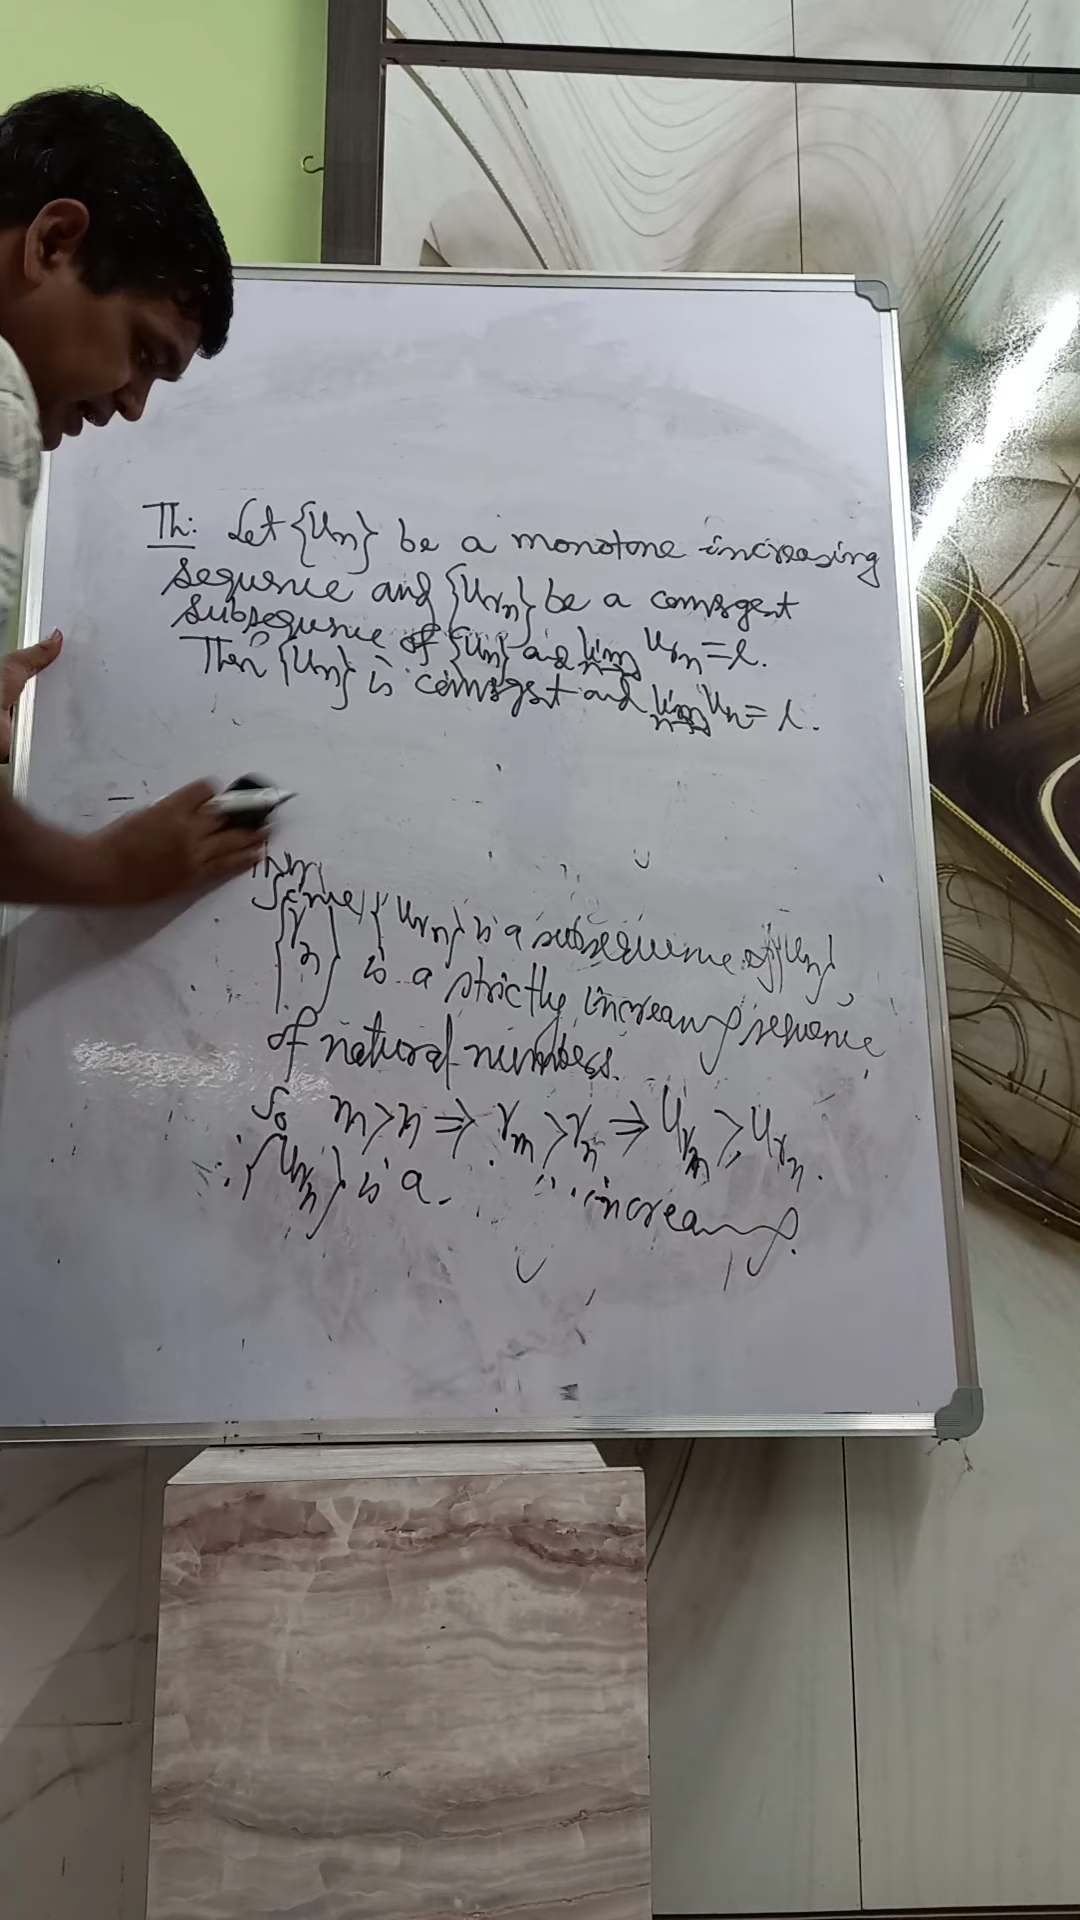 Th: Let {Un} be a monotone increasing
sequence and {Urn} be a convergent
subsequence of {Un} and lim Urn = l.
Then {Un} is convergent and lim Un = l.
Since {Urn} is a subsequence of {Un},
{rn} is a strictly increasing sequence
of natural numbers.
So m > n ⇒ rm > rn ⇒ Urm ≥ Urn.
∴ {Urn} is a increasing.